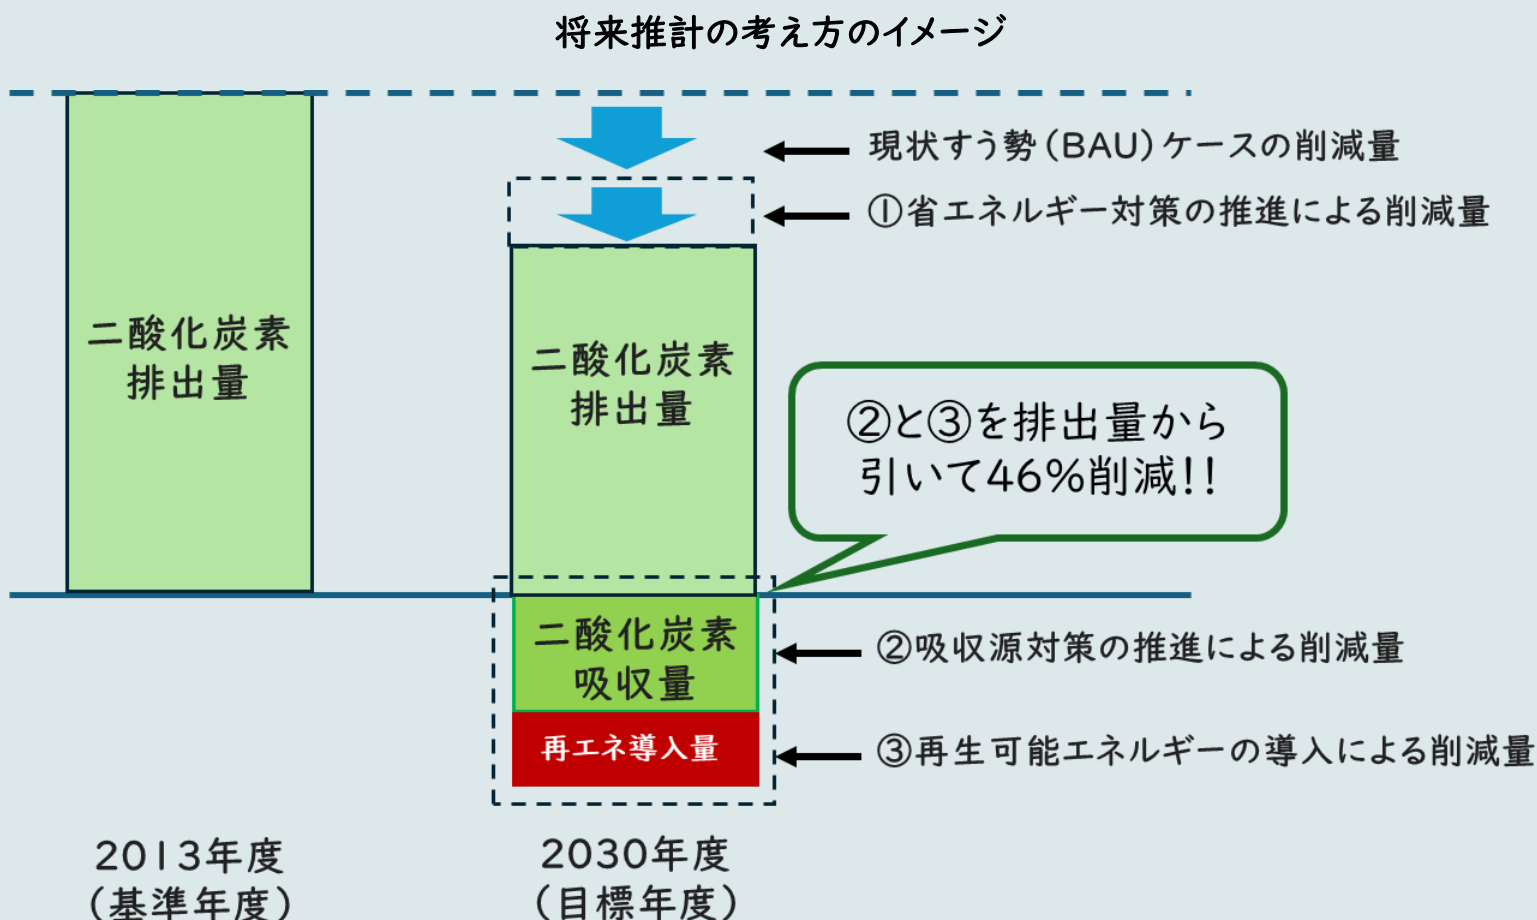 将来推計の考え方のイメージ
現状すう勢（BAU）ケースの削減量
①省エネルギー対策の推進による削減量
二酸化炭素
排出量
二酸化炭素
排出量
②と③を排出量から
引いて46%削減!!
二酸化炭素
吸収量
②吸収源対策の推進による削減量
再エネ導入量
③再生可能エネルギーの導入による削減量
2013年度
（基準年度）
2030年度
（目標年度）